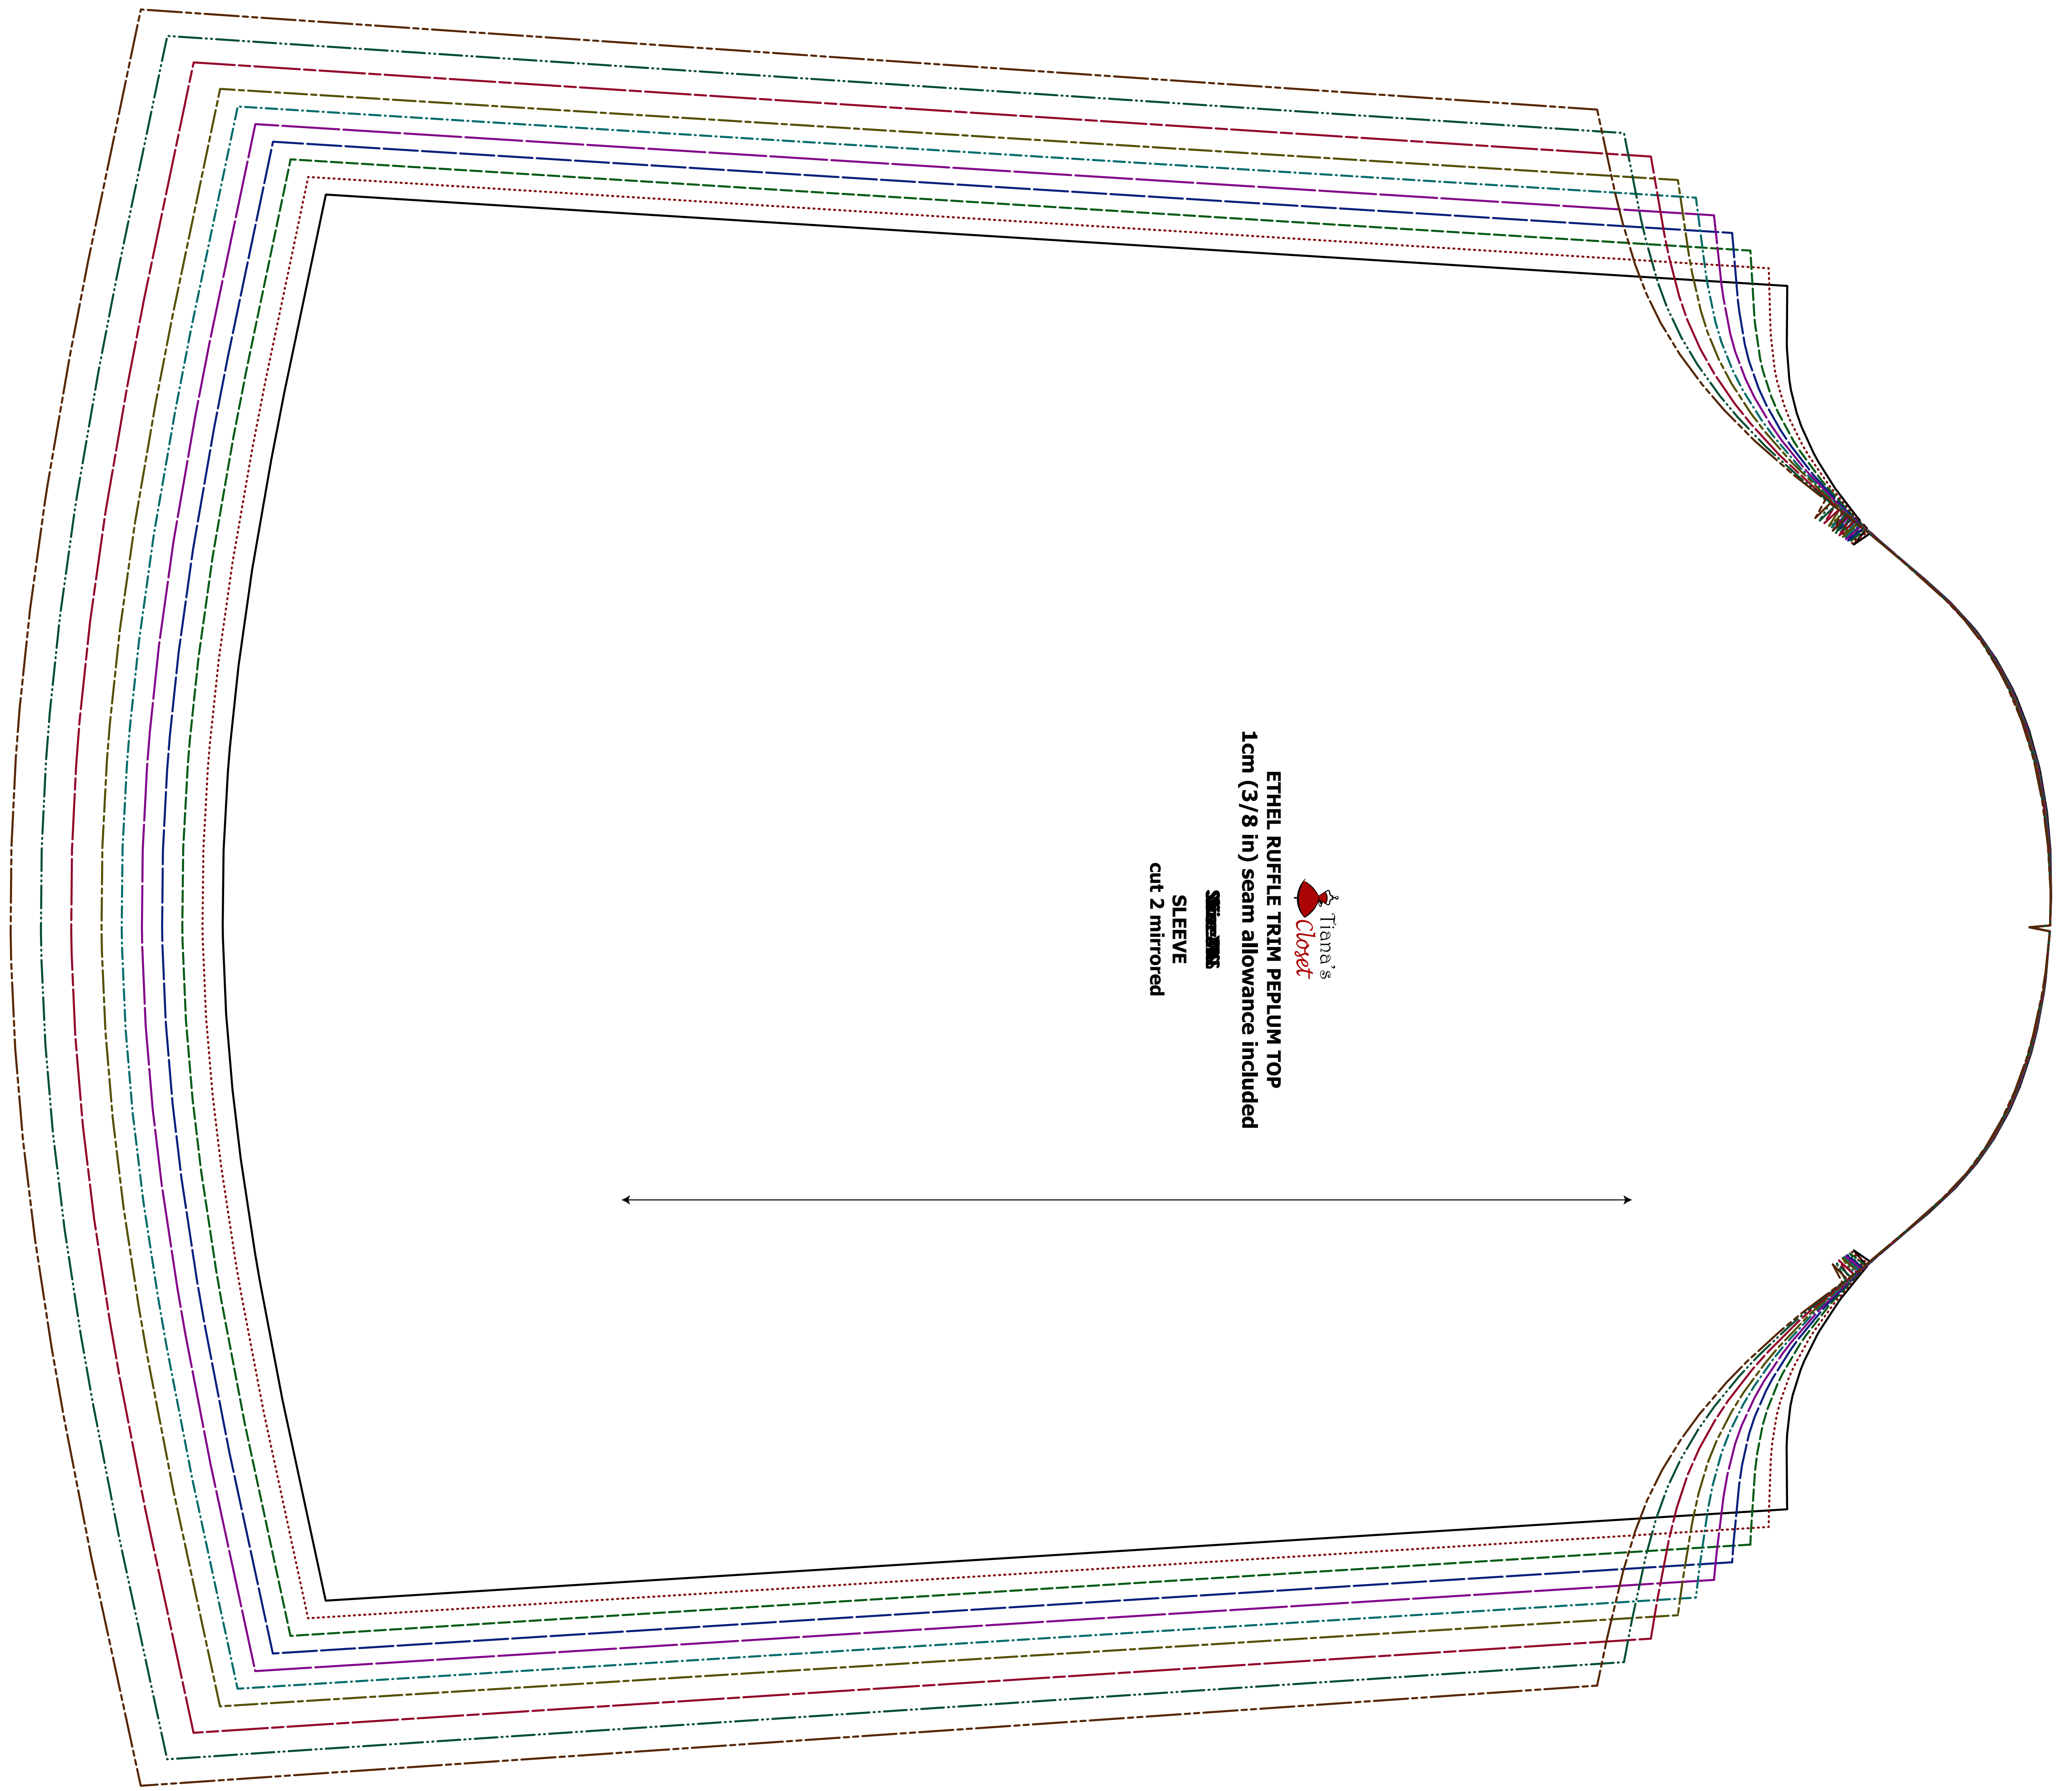 Tiana's
Closet
ETHEL RUFFLE TRIM PEPLUM TOP
1cm (3/8 in) seam allowance included
SLEEVE
cut 2 mirrored